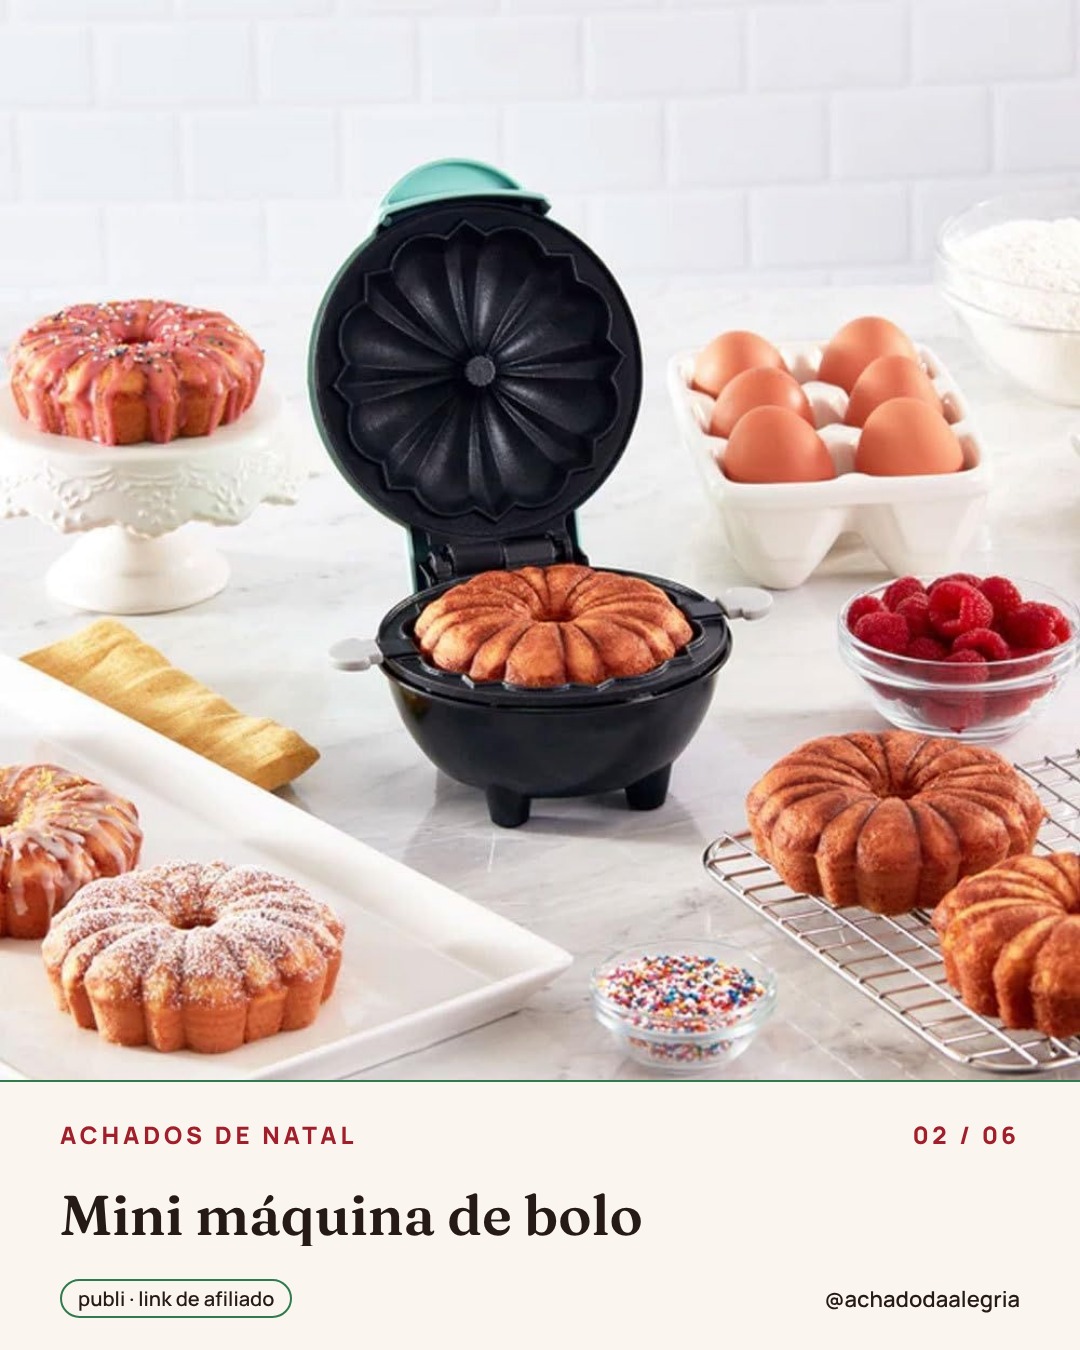 ACHADOS DE NATAL
02 / 06
Mini máquina de bolo
publi · link de afiliado
@achadodaalegria